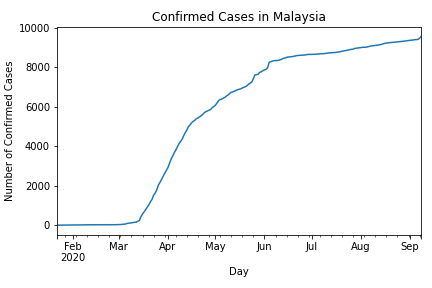 Confirmed Cases in Malaysia
Number of Confirmed Cases
10000
8000
6000
4000
2000
0
Feb Mar Apr May Jun Jul Aug Sep
2020
Day